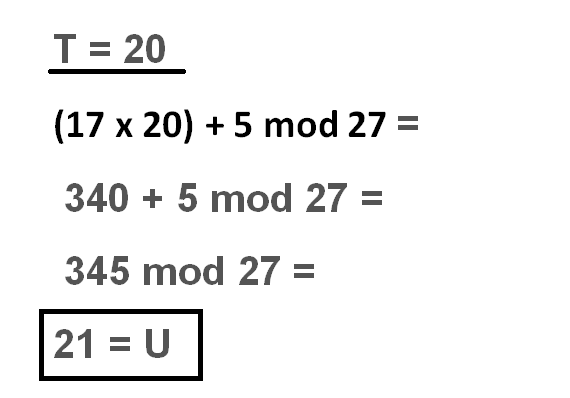 T = 20
(17 x 20) + 5 mod 27 =
340 + 5 mod 27 =
345 mod 27 =
21 = U